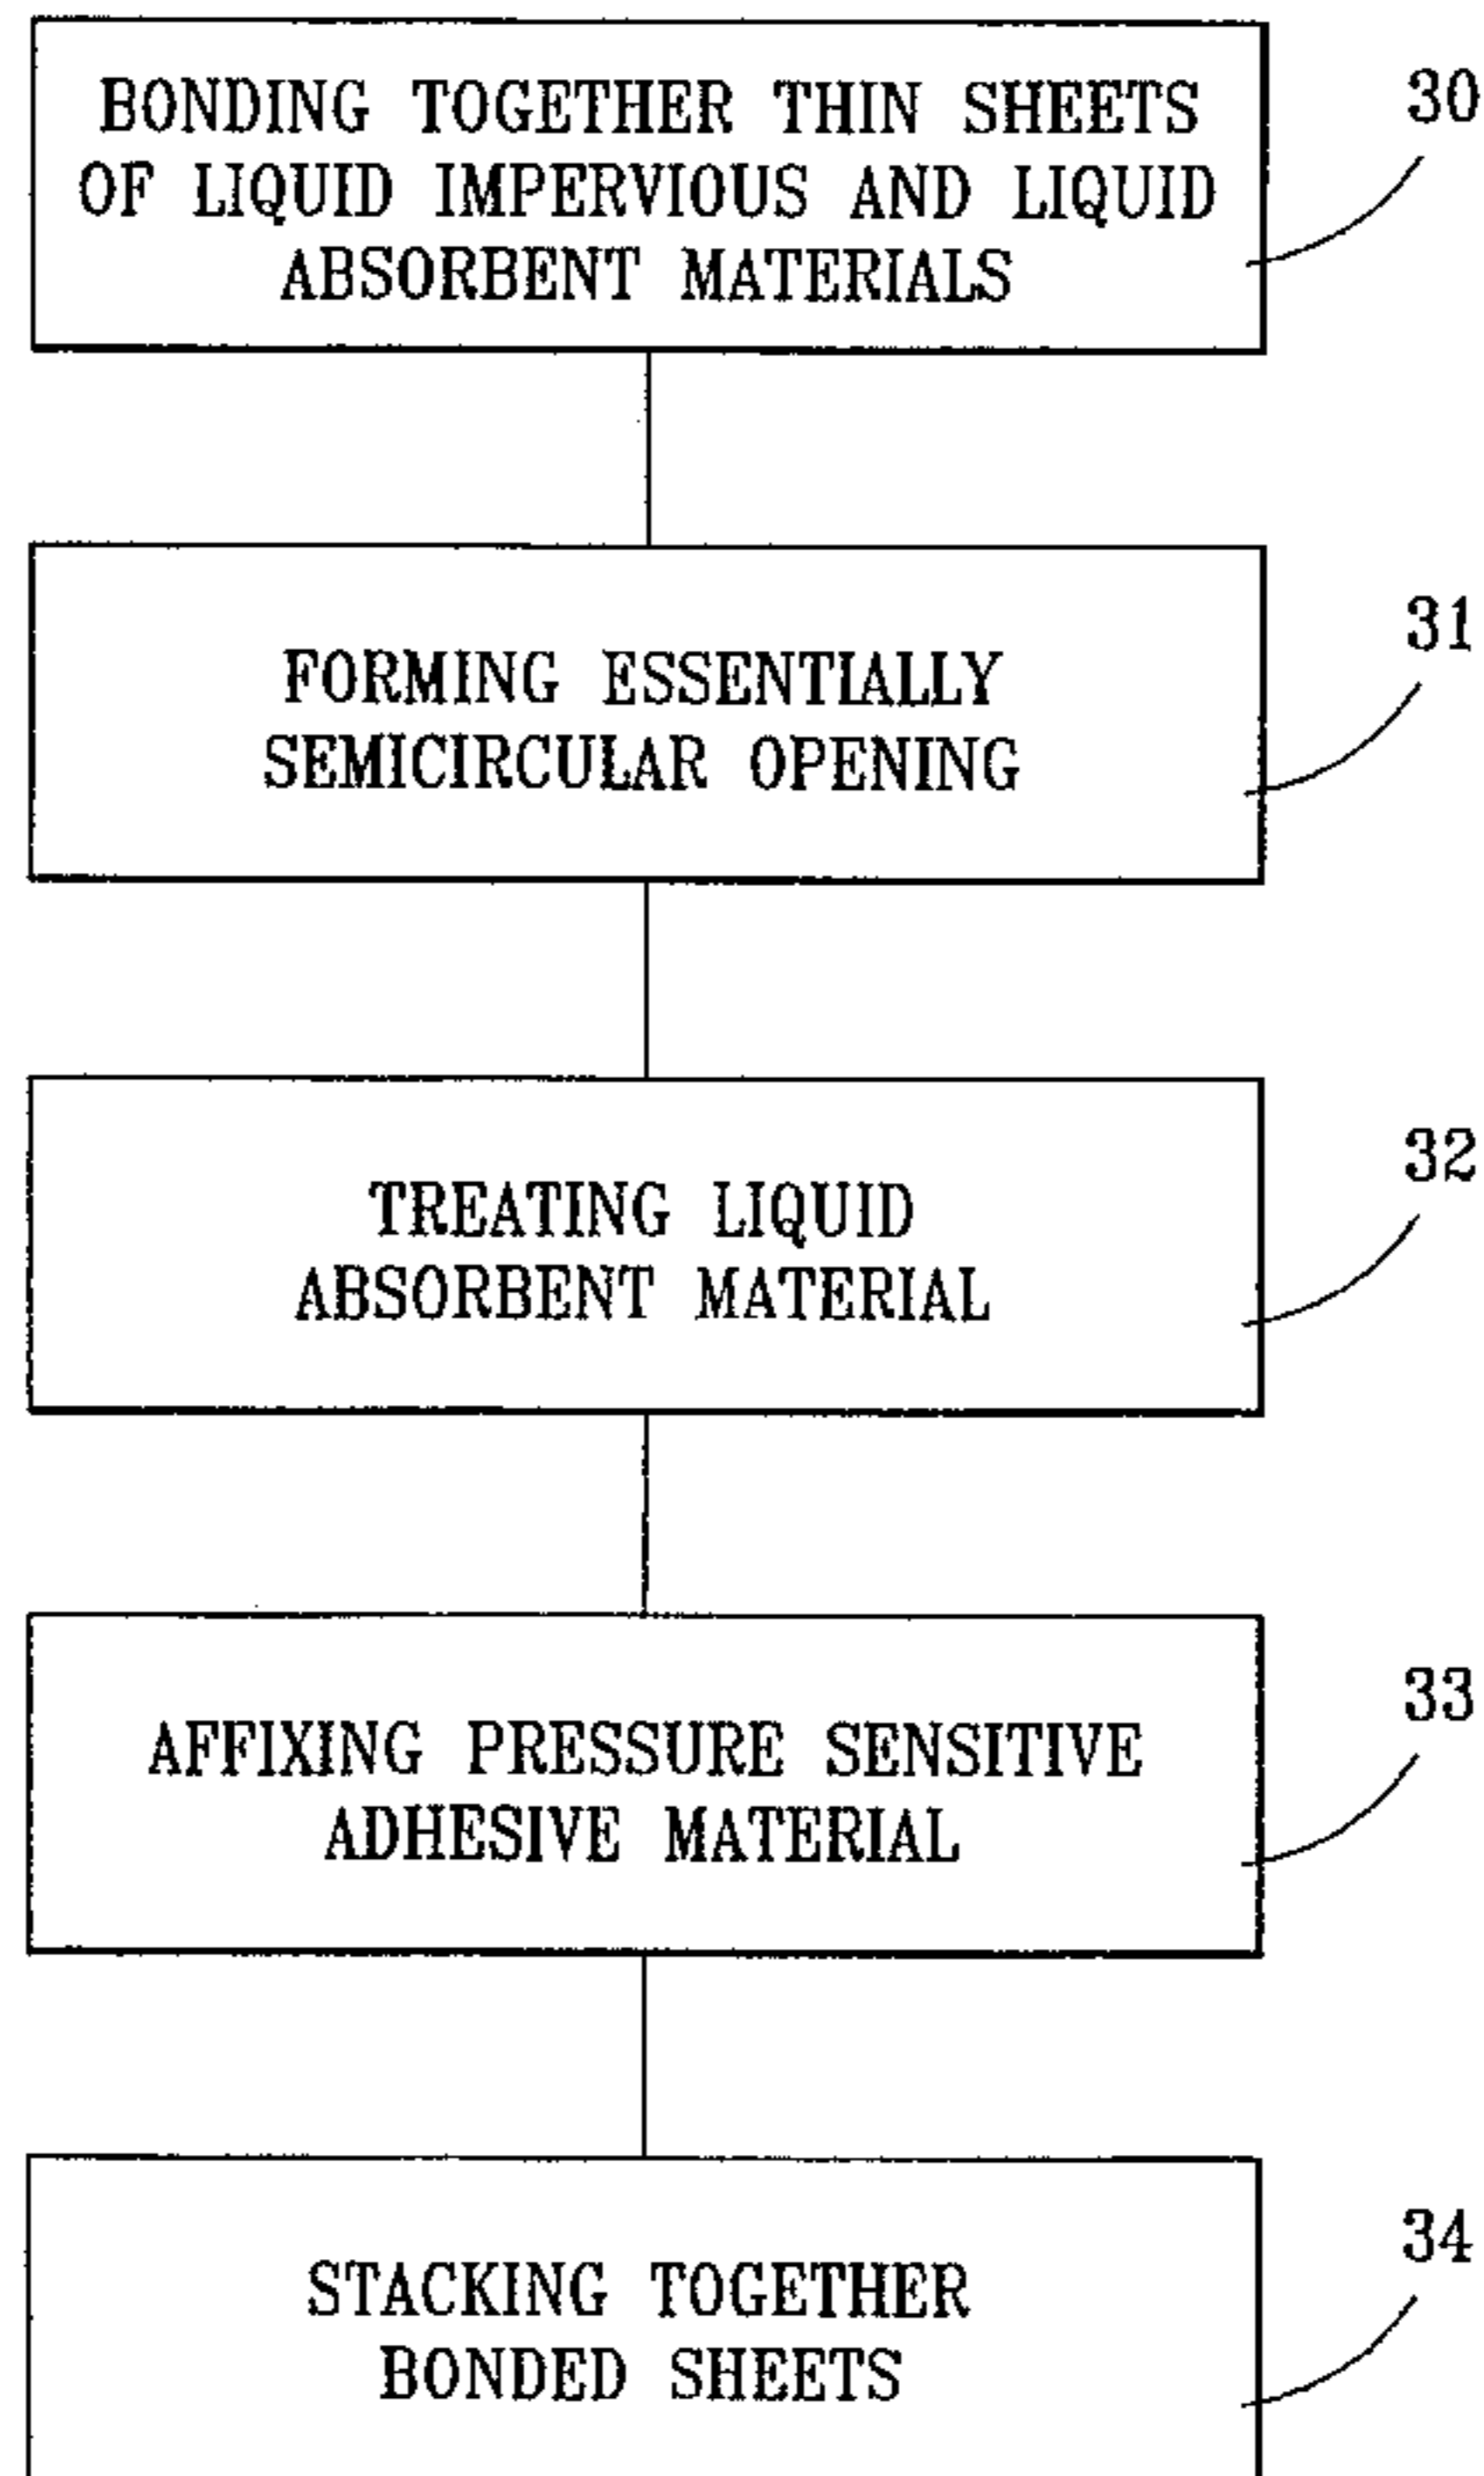 BONDING TOGETHER THIN SHEETS
OF LIQUID IMPERVIOUS AND LIQUID
ABSORBENT MATERIALS
30
FORMING ESSENTIALLY
SEMICIRCULAR OPENING
31
TREATING LIQUID
ABSORBENT MATERIAL
32
AFFIXING PRESSURE SENSITIVE
ADHESIVE MATERIAL
33
STACKING TOGETHER
BONDED SHEETS
34